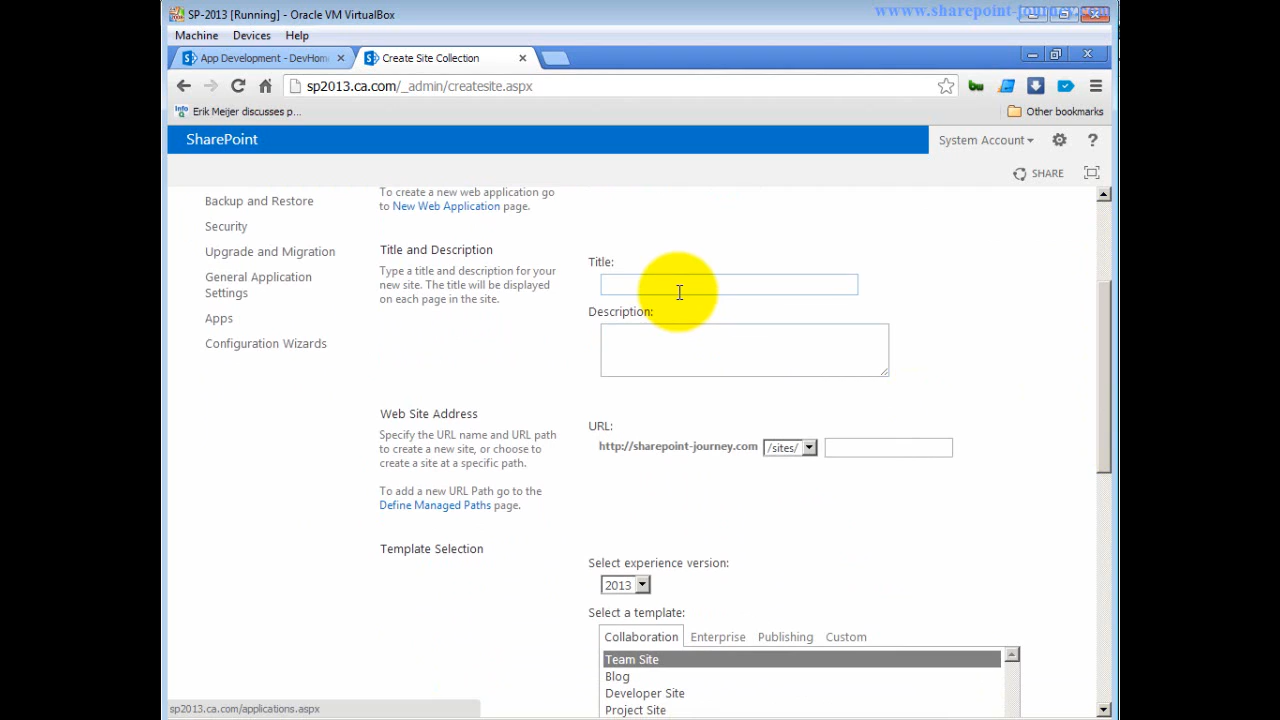 SP-2013 [Running] - Oracle VM VirtualBox
www.sharepoint-journey.com
Machine Devices Help
App Development - DevHom
Create Site Collection
sp2013.ca.com/_admin/createsite.aspx
Info
Erik Meijer discusses p...
Other bookmarks
SharePoint
System Account
?
SHARE
Backup and Restore
Security
Upgrade and Migration
General Application
Settings
Apps
Configuration Wizards
To create a new web application go
to New Web Application page.
Title and Description
Type a title and description for your
new site. The title will be displayed
on each page in the site.
Title:
Description:
Web Site Address
Specify the URL name and URL path
to create a new site, or choose to
create a site at a specific path.
To add a new URL Path go to the
Define Managed Paths page.
URL:
http://sharepoint-journey.com /sites/
Template Selection
Select experience version:
2013
Select a template:
Collaboration Enterprise Publishing Custom
Team Site
Blog
Developer Site
Project Site
sp2013.ca.com/applications.aspx